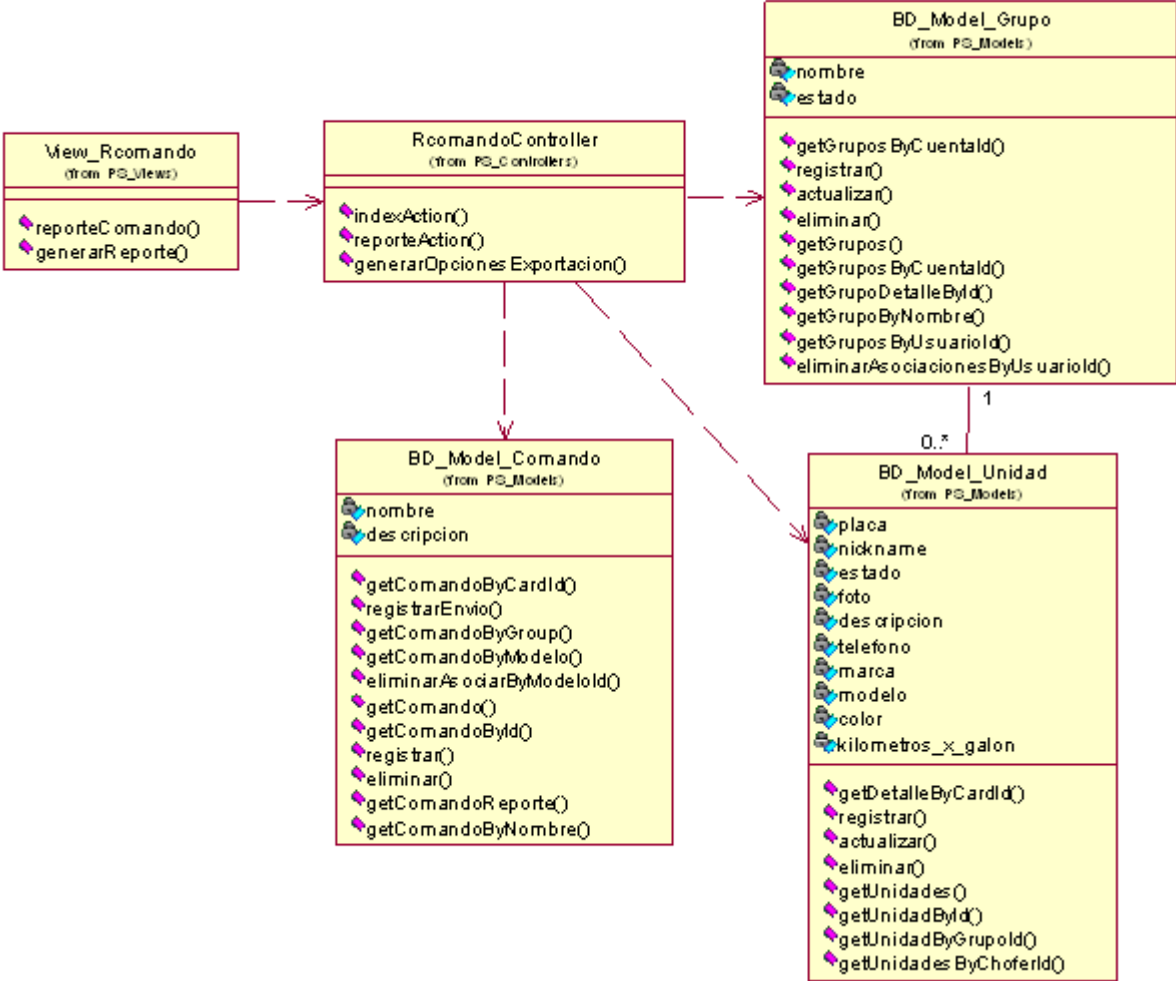 View_Rcomando
(from PS_Views)
reporteComando()
generarReporte()
RcomandoController
(from PS_Controllers)
indexAction()
reporteAction()
generarOpcionesExportacion()
BD_Model_Grupo
(from PS_Models)
nombre
estado
getGruposByCuentaId()
registrar()
actualizar()
eliminar()
getGrupos()
getGruposByCuentaId()
getGrupoDetalleById()
getGrupoByNombre()
getGruposByUsuarioId()
eliminarAsociacionesByUsuarioId()
1
0..*
BD_Model_Comando
(from PS_Models)
nombre
descripcion
getComandoByCardId()
registrarEnvio()
getComandoByGroup()
getComandoByModelo()
eliminarAsociarByModeloId()
getComando()
getComandoById()
registrar()
eliminar()
getComandoReporte()
getComandoByNombre()
BD_Model_Unidad
(from PS_Models)
placa
nickname
estado
foto
descripcion
telefono
marca
modelo
color
kilometros_x_galon
getDetalleByCardId()
registrar()
actualizar()
eliminar()
getUnidades()
getUnidadById()
getUnidadByGrupoId()
getUnidadesByChoferId()